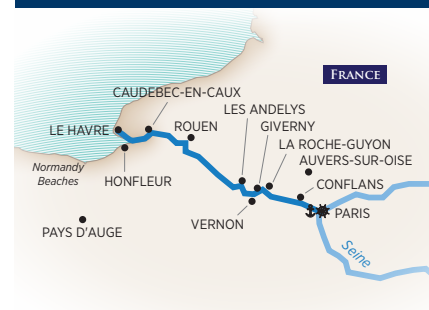 FRANCE
CAUDEBEC-EN-CAUX
LES ANDELYS
LE HAVRE
ROUEN
GIVERNY
LA ROCHE-GUYON
AUVERS-SUR-OISE
Normandy
Beaches
HONFLEUR
CONFLANS
VERNON
PARIS
PAYS D'AUGE
Seine